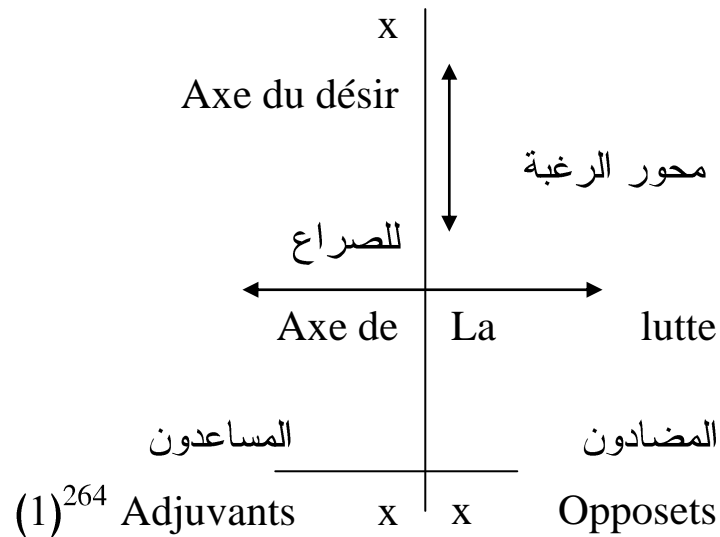 x
Axe du désir
محور الرغبة
للصراع
Axe de La lutte
المساعدون المضادون
(1)264 Adjuvants x x Opposets